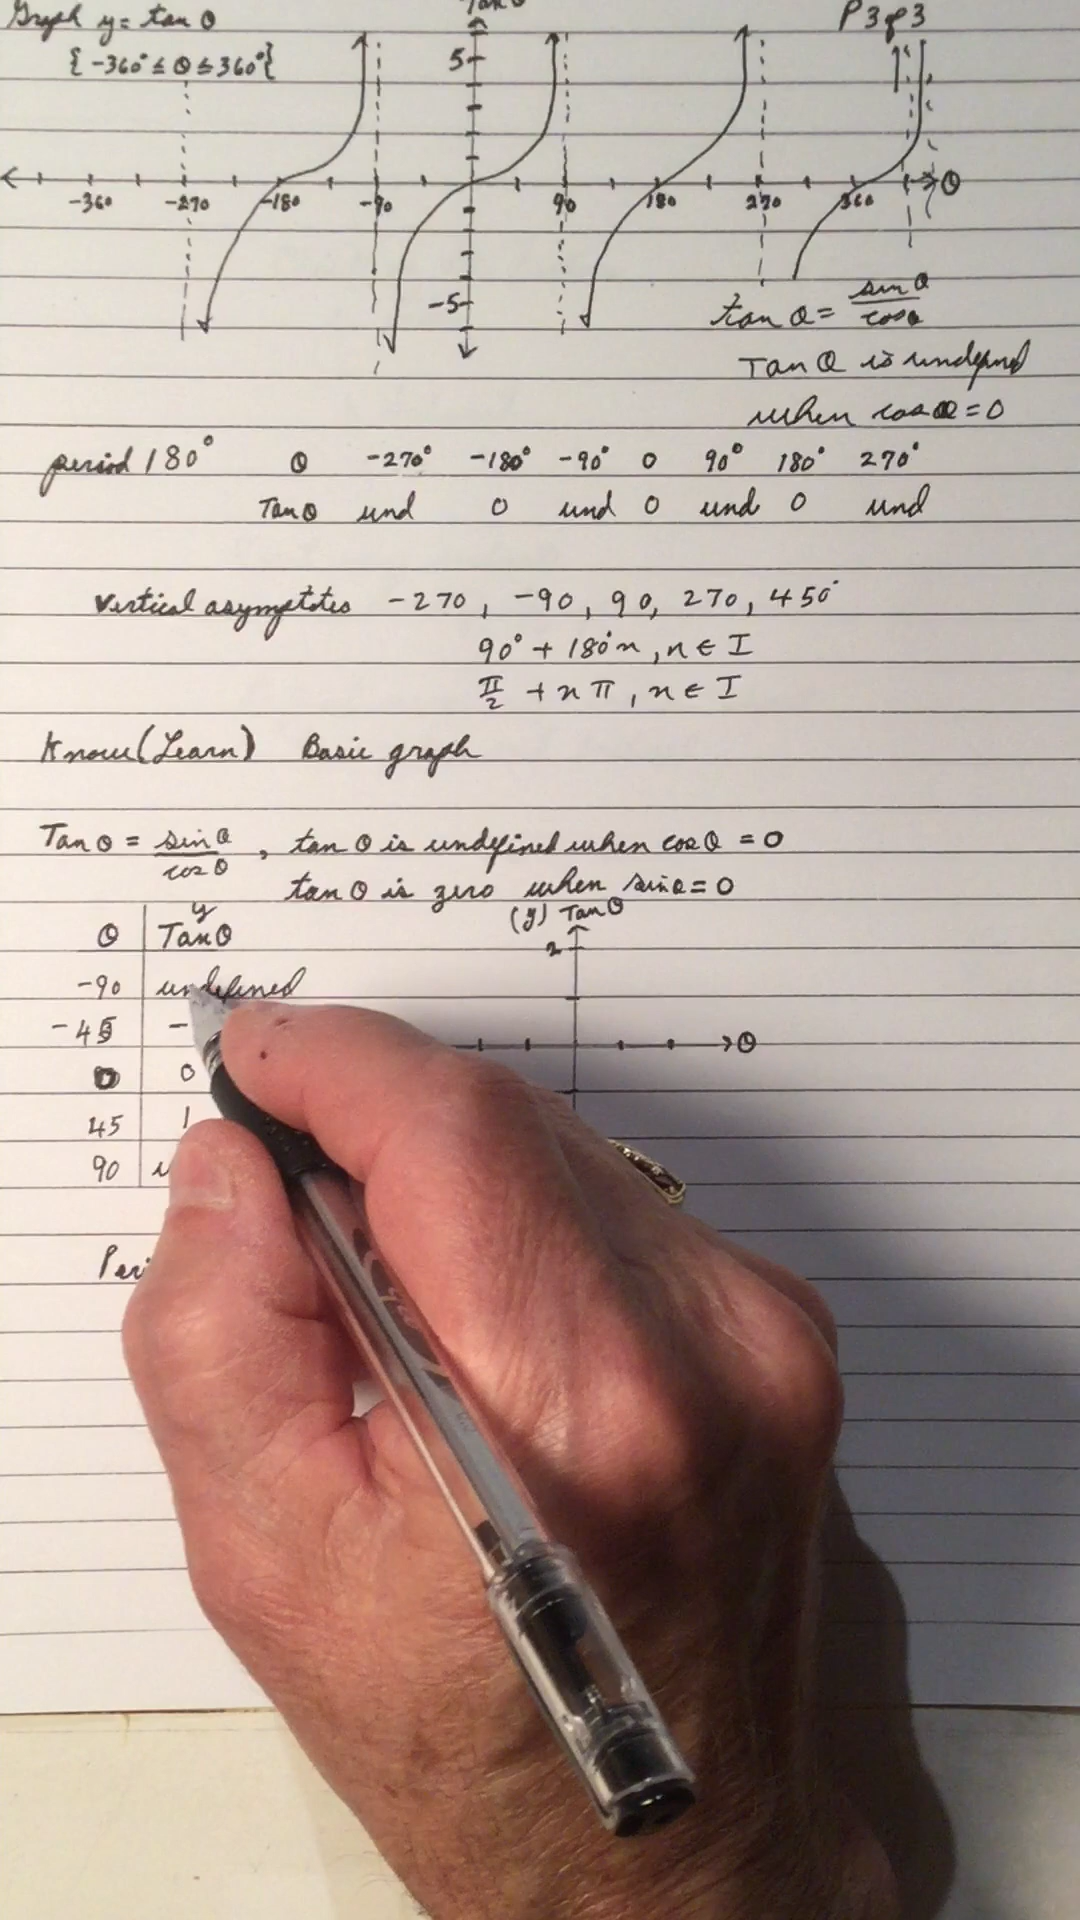 Graph y = tan θ
Tan θ
P 3 of 3
{ -360° ≤ θ ≤ 360° }
5
-360 -270 -180 -90 90 180 270 360 θ
-5
tan θ = sin θ / cos θ
Tan θ is undefined
when cos θ = 0
period 180° θ -270° -180° -90° 0 90° 180° 270°
Tan θ und 0 und 0 und 0 und
Vertical asymptotes -270, -90, 90, 270, 450°
90° + 180°n, n ∈ I
π/2 + n π, n ∈ I
Know (Learn) Basic graph
Tan θ = sin θ / cos θ , tan θ is undefined when cos θ = 0
tan θ is zero when sin θ = 0
y
θ Tan θ
(y) Tan θ
2
-90 undefined
-45 -
θ
0 0
45 1
90 u
Peri